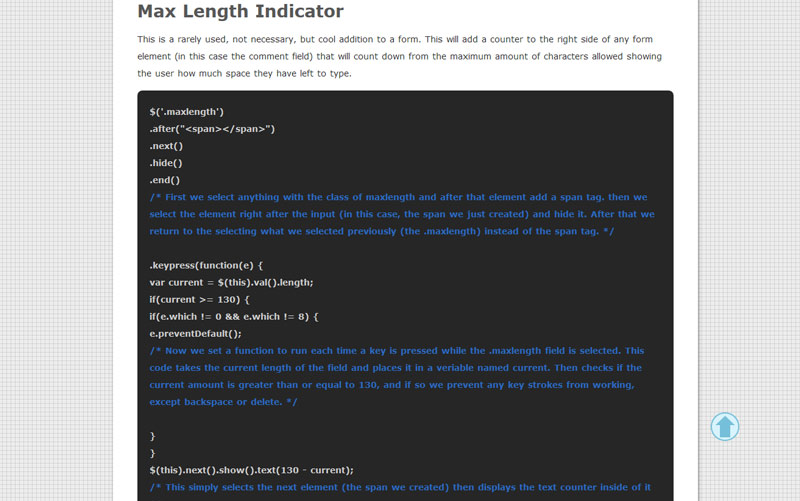 Max Length Indicator
This is a rarely used, not necessary, but cool addition to a form. This will add a counter to the right side of any form
element (in this case the comment field) that will count down from the maximum amount of characters allowed showing
the user how much space they have left to type.
$('.maxlength')
.after("<span></span>")
.next()
.hide()
.end()
/* First we select anything with the class of maxlength and after that element add a span tag. then we
select the element right after the input (in this case, the span we just created) and hide it. After that we
return to the selecting what we selected previously (the .maxlength) instead of the span tag. */
.keypress(function(e) {
var current = $(this).val().length;
if(current >= 130) {
if(e.which != 0 && e.which != 8) {
e.preventDefault();
/* Now we set a function to run each time a key is pressed while the .maxlength field is selected. This
code takes the current length of the field and places it in a veriable named current. Then checks if the
current amount is greater than or equal to 130, and if so we prevent any key strokes from working,
except backspace or delete. */
}
}
$(this).next().show().text(130 - current);
/* This simply selects the next element (the span we created) then displays the text counter inside of it